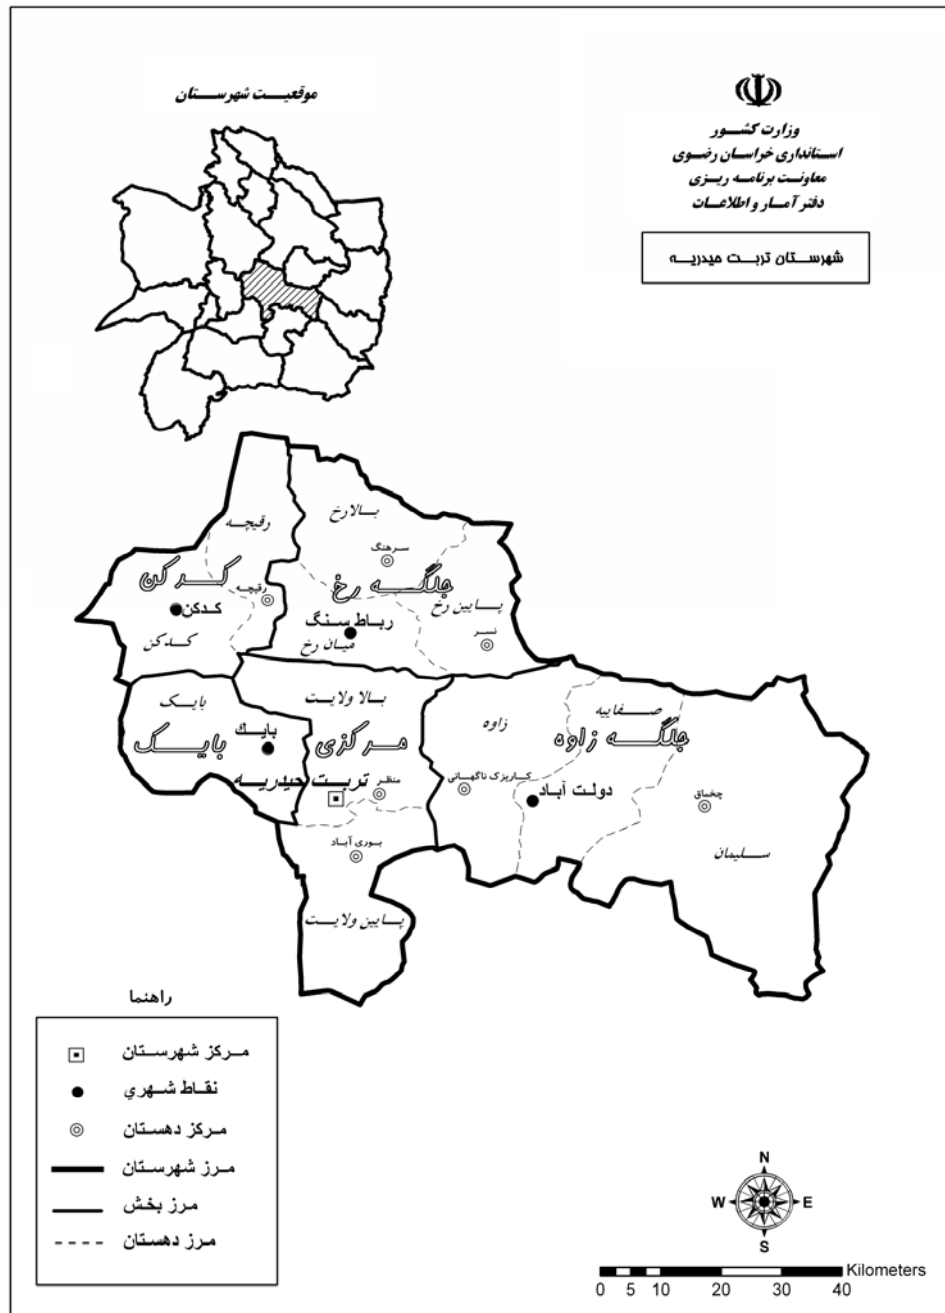 موقعیت شهرستان
وزارت کشور
استانداری خراسان رضوی
معاونت برنامه ریزی
دفتر آمار و اطلاعات
شهرستان تربت حیدریه
بالارخ
رقیچه
سرهنگ
کدکن
جلگه رخ
رقیچه
پایین رخ
کدکن
رباط سنگ
نسر
کدکن
میان رخ
بایک
بالا ولایت
زاوه
صفاییه
بایک
بایک
مرکزی
جلگه زاوه
تربت حیدریه
منظر
کاریزک ناگهانی
دولت آباد
چخماق
بوری آباد
سلیمان
پایین ولایت
راهنما
مرکز شهرستان
نقاط شهري
مرکز دهستان
مرز شهرستان
مرز بخش
مرز دهستان
N
W E
S
Kilometers
0 5 10 20 30 40